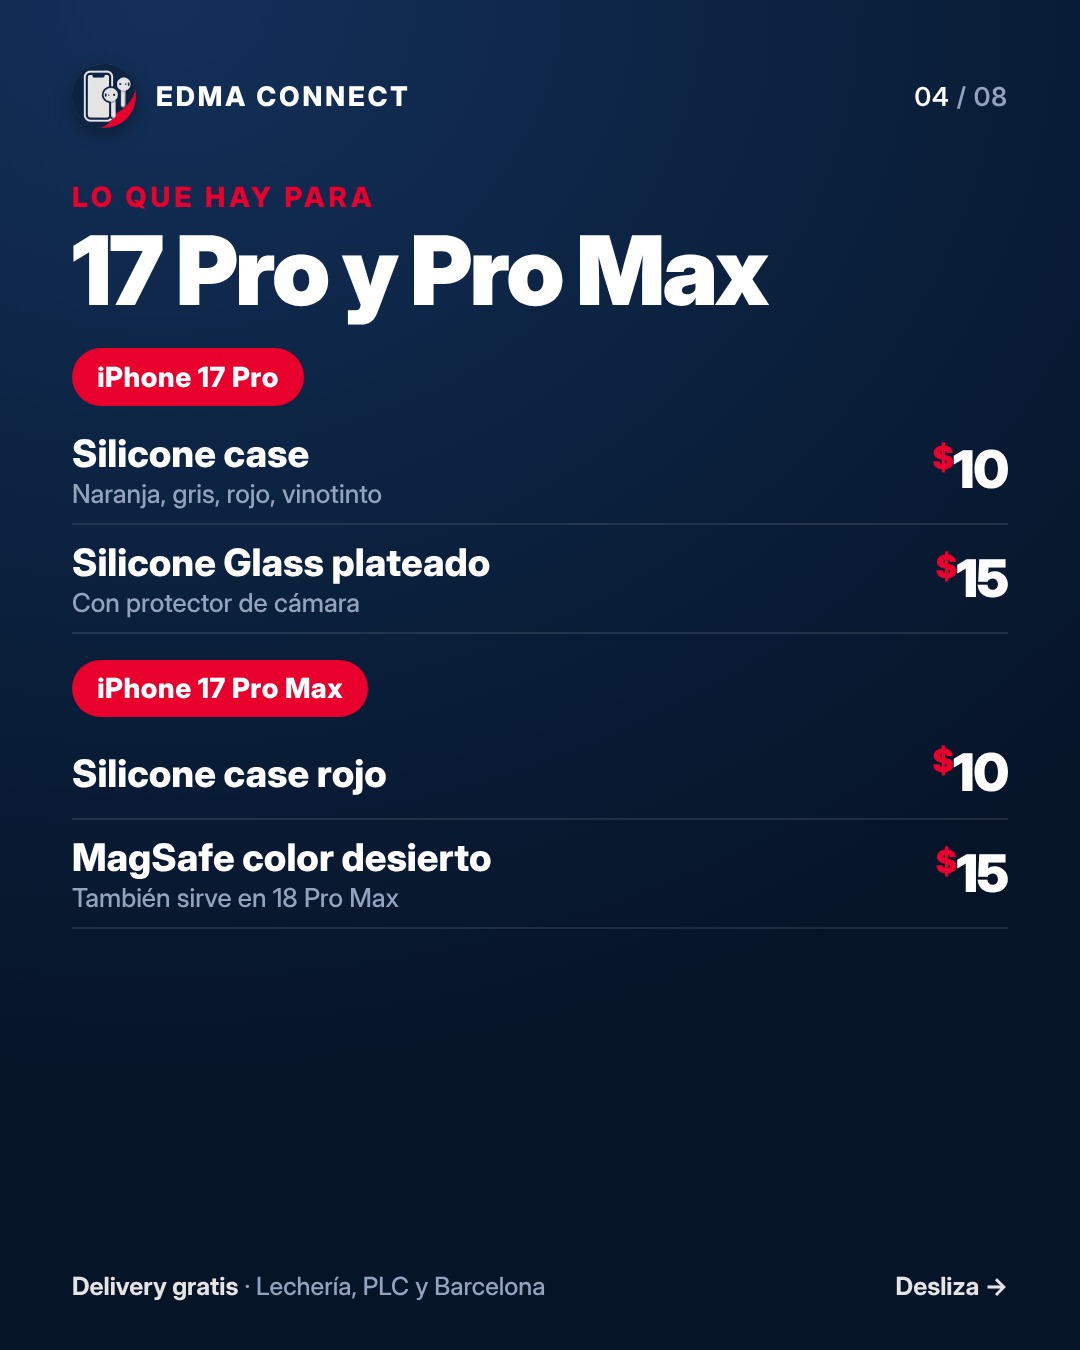 EDMA CONNECT
04 / 08
LO QUE HAY PARA
17 Pro y Pro Max
iPhone 17 Pro
Silicone case
$10
Naranja, gris, rojo, vinotinto
Silicone Glass plateado
$15
Con protector de cámara
iPhone 17 Pro Max
Silicone case rojo
$10
MagSafe color desierto
$15
También sirve en 18 Pro Max
Delivery gratis · Lechería, PLC y Barcelona
Desliza →